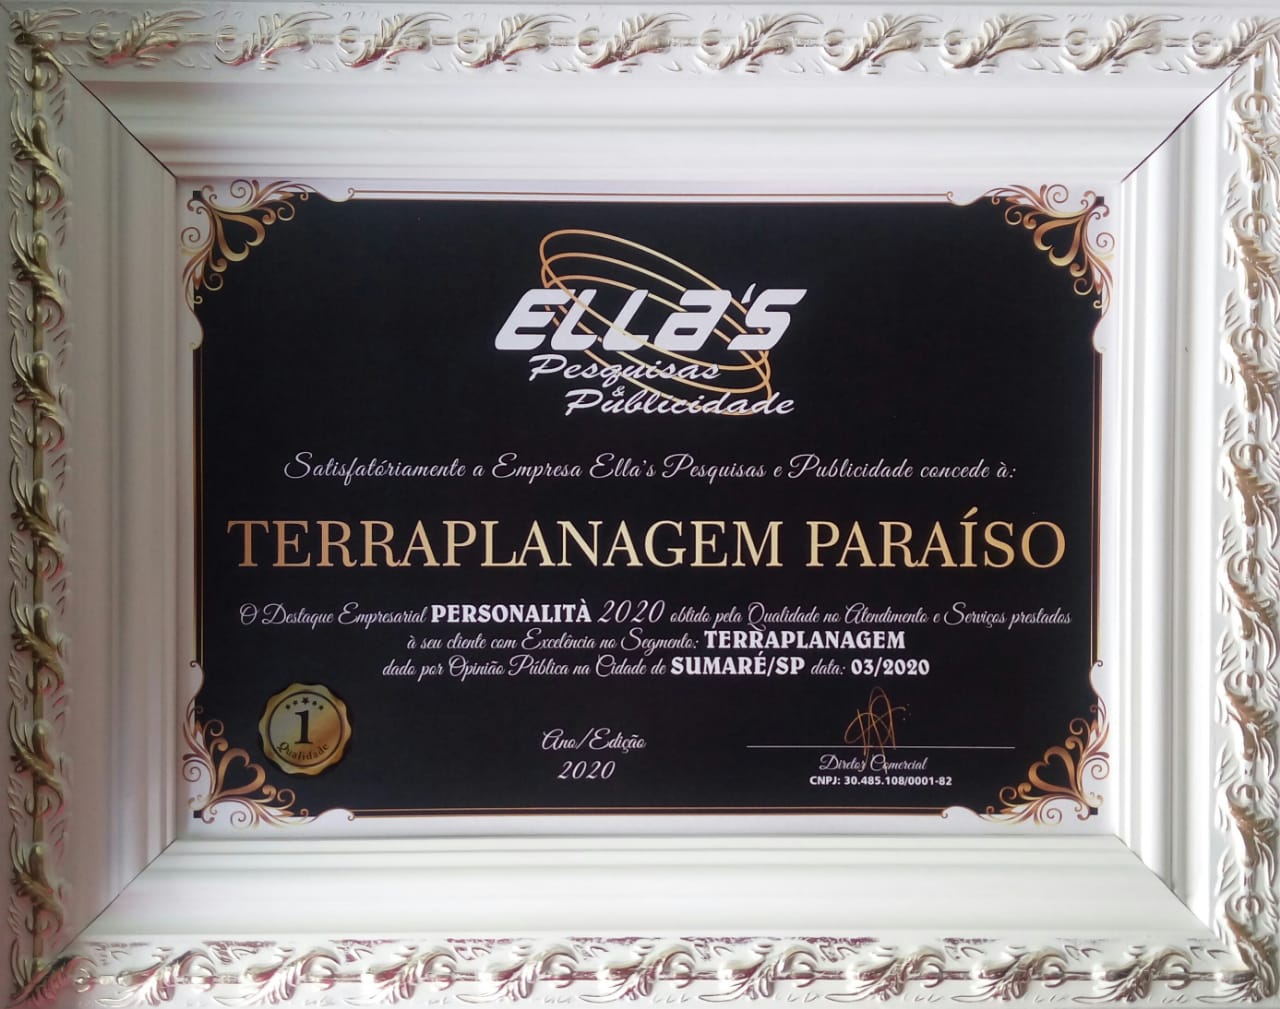 ELLA'S
Pesquisas
&
Publicidade
Satisfatóriamente a Empresa Ella's Pesquisas e Publicidade concede à:
TERRAPLANAGEM PARAÍSO
O Destaque Empresarial PERSONALITÀ 2020 obtido pela Qualidade no Atendimento e Serviços prestados
à seu cliente com Excelência no Segmento: TERRAPLANAGEM
dado por Opinião Pública na Cidade de SUMARÉ/SP data: 03/2020
1
Qualidade
Ano/Edição
2020
Diretor Comercial
CNPJ: 30.485.108/0001-82